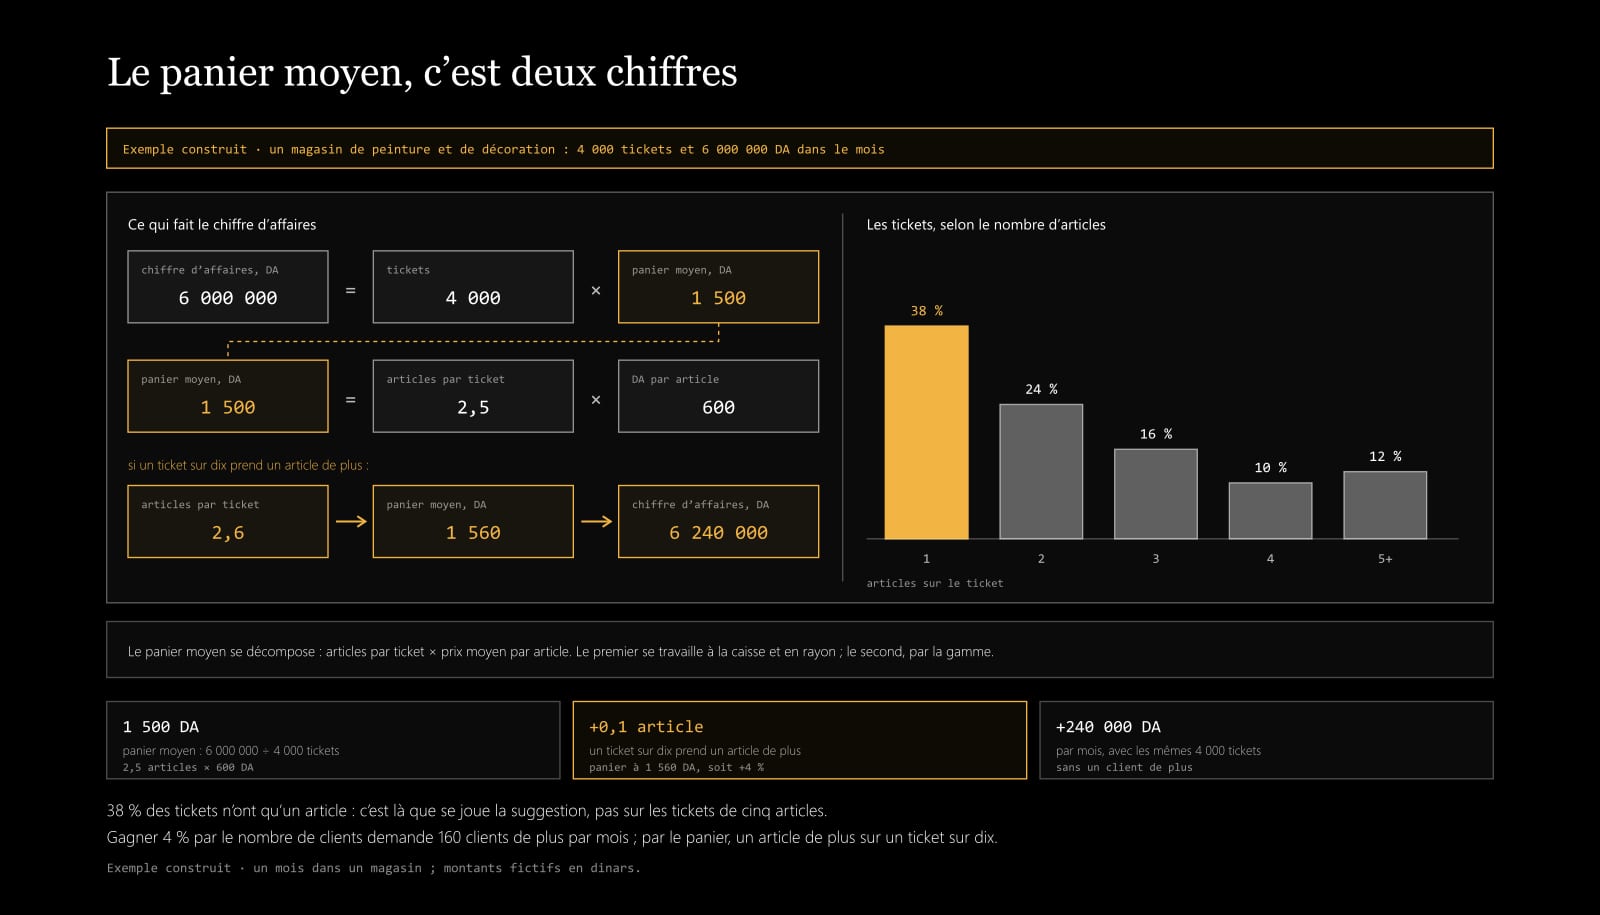 Le panier moyen, c’est deux chiffres
Exemple construit · un magasin de peinture et de décoration : 4 000 tickets et 6 000 000 DA dans le mois
Ce qui fait le chiffre d’affaires
chiffre d’affaires, DA
6 000 000
=
tickets
4 000
×
panier moyen, DA
1 500
panier moyen, DA
1 500
=
articles par ticket
2,5
×
DA par article
600
si un ticket sur dix prend un article de plus :
articles par ticket
2,6
panier moyen, DA
1 560
chiffre d’affaires, DA
6 240 000
Les tickets, selon le nombre d’articles
38 %
24 %
16 %
10 %
12 %
1
2
3
4
5+
articles sur le ticket
Le panier moyen se décompose : articles par ticket × prix moyen par article. Le premier se travaille à la caisse et en rayon ; le second, par la gamme.
1 500 DA
panier moyen : 6 000 000 ÷ 4 000 tickets
2,5 articles × 600 DA
+0,1 article
un ticket sur dix prend un article de plus
panier à 1 560 DA, soit +4 %
+240 000 DA
par mois, avec les mêmes 4 000 tickets
sans un client de plus
38 % des tickets n’ont qu’un article : c’est là que se joue la suggestion, pas sur les tickets de cinq articles.
Gagner 4 % par le nombre de clients demande 160 clients de plus par mois ; par le panier, un article de plus sur un ticket sur dix.
Exemple construit · un mois dans un magasin ; montants fictifs en dinars.